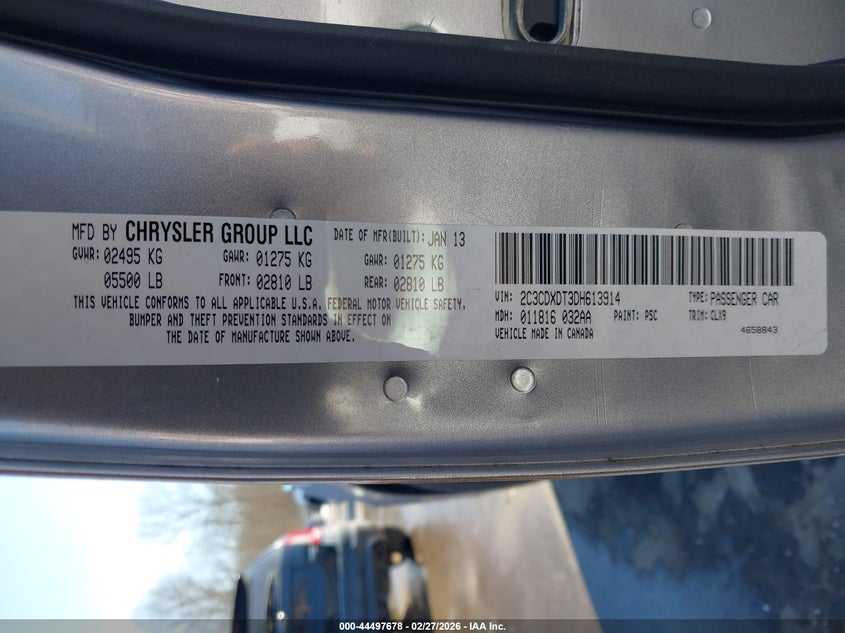 MFD BY CHRYSLER GROUP LLC DATE OF MFR(BUILT): JAN 13
GVWR: 02495 KG GAWR: 01275 KG GAWR: 01275 KG
05500 LB FRONT: 02810 LB REAR: 02810 LB
THIS VEHICLE CONFORMS TO ALL APPLICABLE U.S.A. FEDERAL MOTOR VEHICLE SAFETY,
BUMPER AND THEFT PREVENTION STANDARDS IN EFFECT ON
THE DATE OF MANUFACTURE SHOWN ABOVE.
VIN: 2C3CDXDT3DH613914 TYPE: PASSENGER CAR
MDH: 011816 032AA PAINT: PSC TRIM: CLX9
VEHICLE MADE IN CANADA 4658843
000-44497678 - 02/27/2026 - IAA Inc.